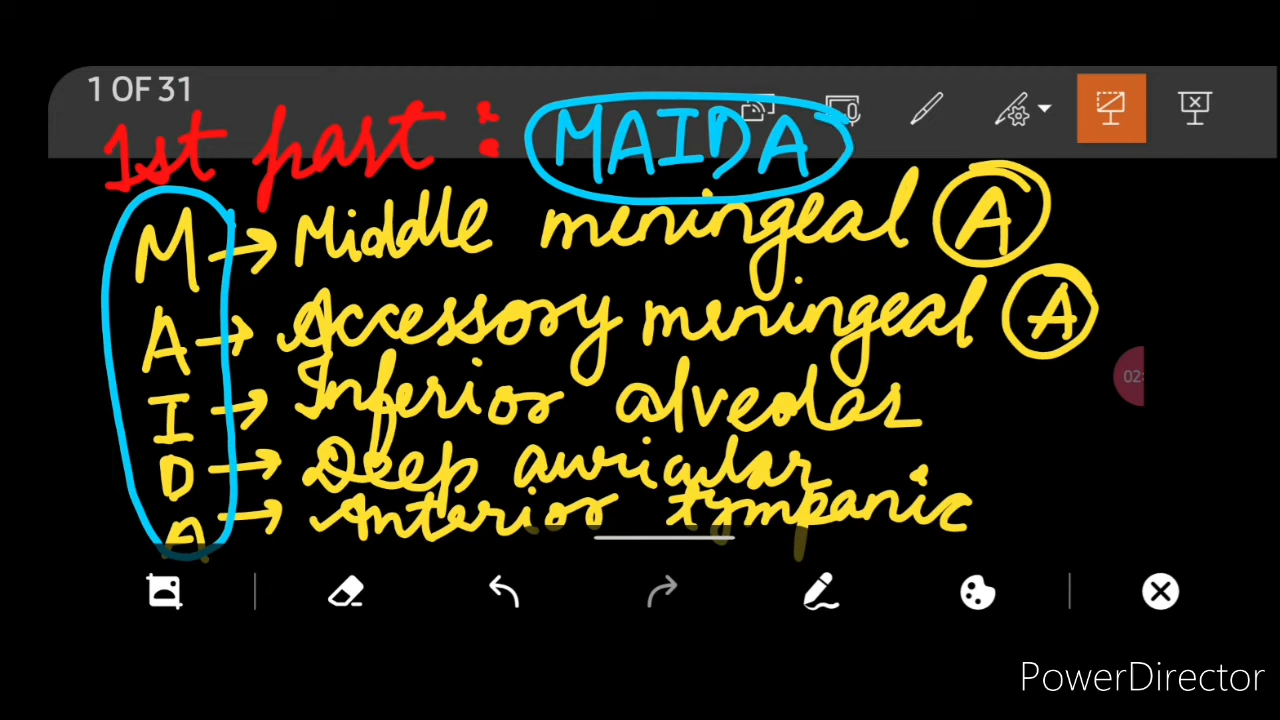 1 OF 31
1st part : MAIDA
M → Middle meningeal A
A → Accessory meningeal A
I → Inferior alveolar
D → Deep auricular
A → Anterior tympanic
PowerDirector